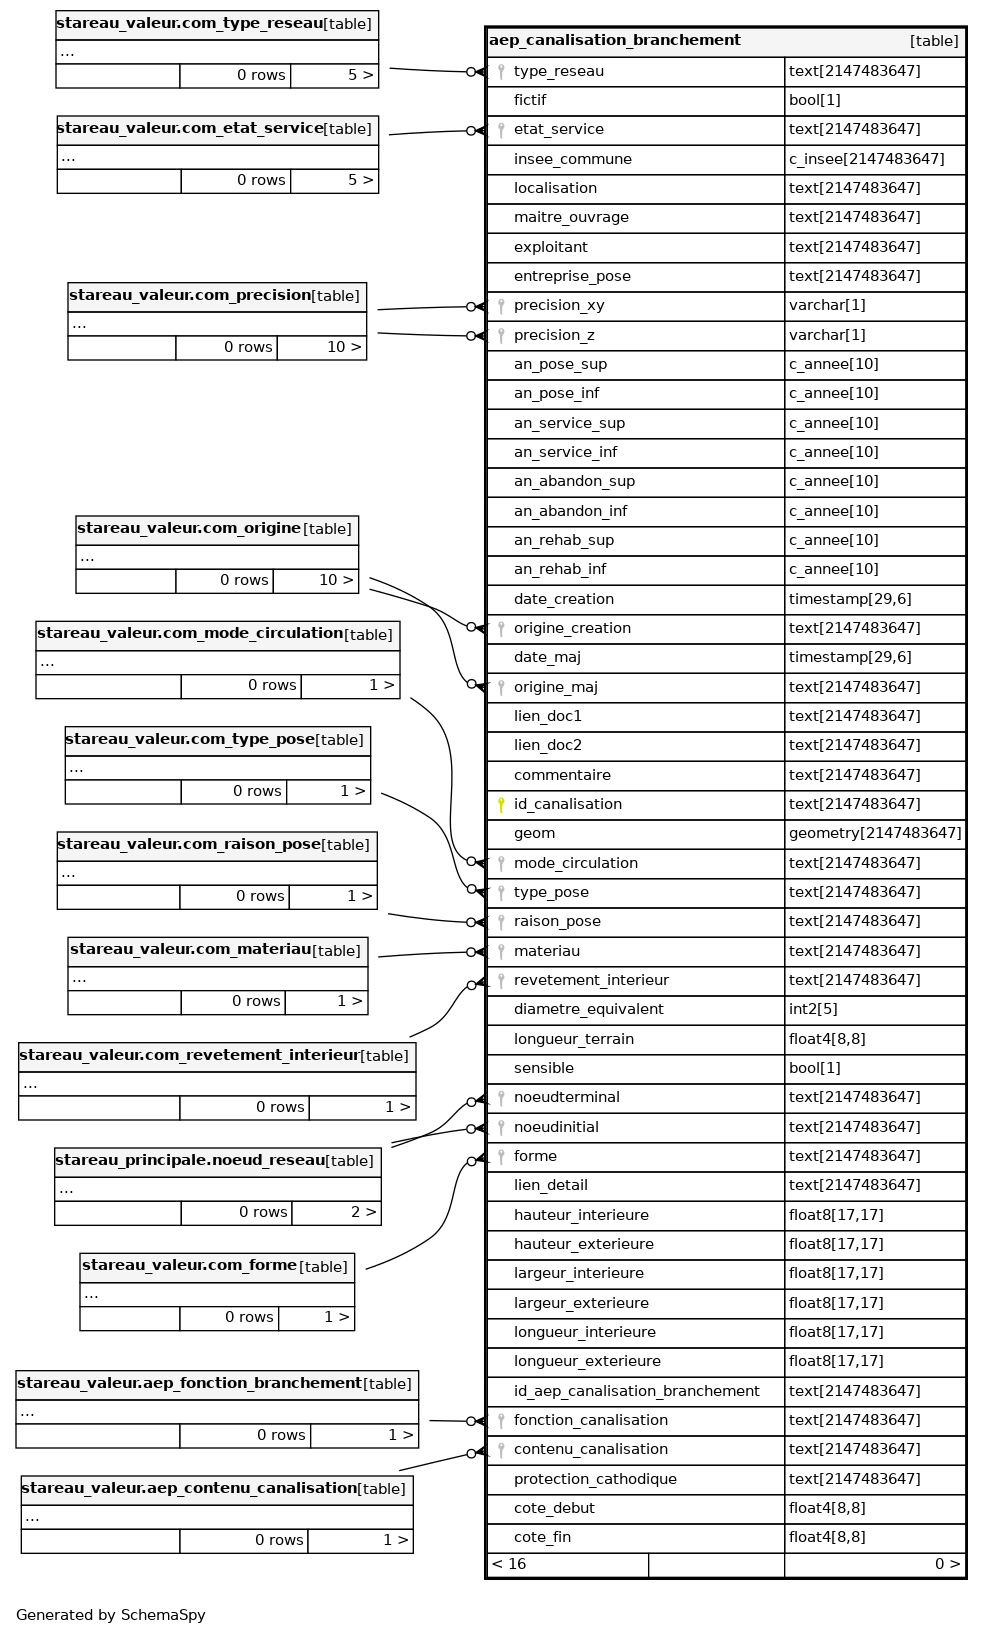 stareau_valeur.com_type_reseau [table]
...
0 rows 5 >
stareau_valeur.com_etat_service [table]
...
0 rows 5 >
stareau_valeur.com_precision [table]
...
0 rows 10 >
stareau_valeur.com_origine [table]
...
0 rows 10 >
stareau_valeur.com_mode_circulation [table]
...
0 rows 1 >
stareau_valeur.com_type_pose [table]
...
0 rows 1 >
stareau_valeur.com_raison_pose [table]
...
0 rows 1 >
stareau_valeur.com_materiau [table]
...
0 rows 1 >
stareau_valeur.com_revetement_interieur [table]
...
0 rows 1 >
stareau_principale.noeud_reseau [table]
...
0 rows 2 >
stareau_valeur.com_forme [table]
...
0 rows 1 >
stareau_valeur.aep_fonction_branchement [table]
...
0 rows 1 >
stareau_valeur.aep_contenu_canalisation [table]
...
0 rows 1 >
aep_canalisation_branchement [table]
type_reseau text[2147483647]
fictif bool[1]
etat_service text[2147483647]
insee_commune c_insee[2147483647]
localisation text[2147483647]
maitre_ouvrage text[2147483647]
exploitant text[2147483647]
entreprise_pose text[2147483647]
precision_xy varchar[1]
precision_z varchar[1]
an_pose_sup c_annee[10]
an_pose_inf c_annee[10]
an_service_sup c_annee[10]
an_service_inf c_annee[10]
an_abandon_sup c_annee[10]
an_abandon_inf c_annee[10]
an_rehab_sup c_annee[10]
an_rehab_inf c_annee[10]
date_creation timestamp[29,6]
origine_creation text[2147483647]
date_maj timestamp[29,6]
origine_maj text[2147483647]
lien_doc1 text[2147483647]
lien_doc2 text[2147483647]
commentaire text[2147483647]
id_canalisation text[2147483647]
geom geometry[2147483647]
mode_circulation text[2147483647]
type_pose text[2147483647]
raison_pose text[2147483647]
materiau text[2147483647]
revetement_interieur text[2147483647]
diametre_equivalent int2[5]
longueur_terrain float4[8,8]
sensible bool[1]
noeudterminal text[2147483647]
noeudinitial text[2147483647]
forme text[2147483647]
lien_detail text[2147483647]
hauteur_interieure float8[17,17]
hauteur_exterieure float8[17,17]
largeur_interieure float8[17,17]
largeur_exterieure float8[17,17]
longueur_interieure float8[17,17]
longueur_exterieure float8[17,17]
id_aep_canalisation_branchement text[2147483647]
fonction_canalisation text[2147483647]
contenu_canalisation text[2147483647]
protection_cathodique text[2147483647]
cote_debut float4[8,8]
cote_fin float4[8,8]
< 16 0 >
Generated by SchemaSpy